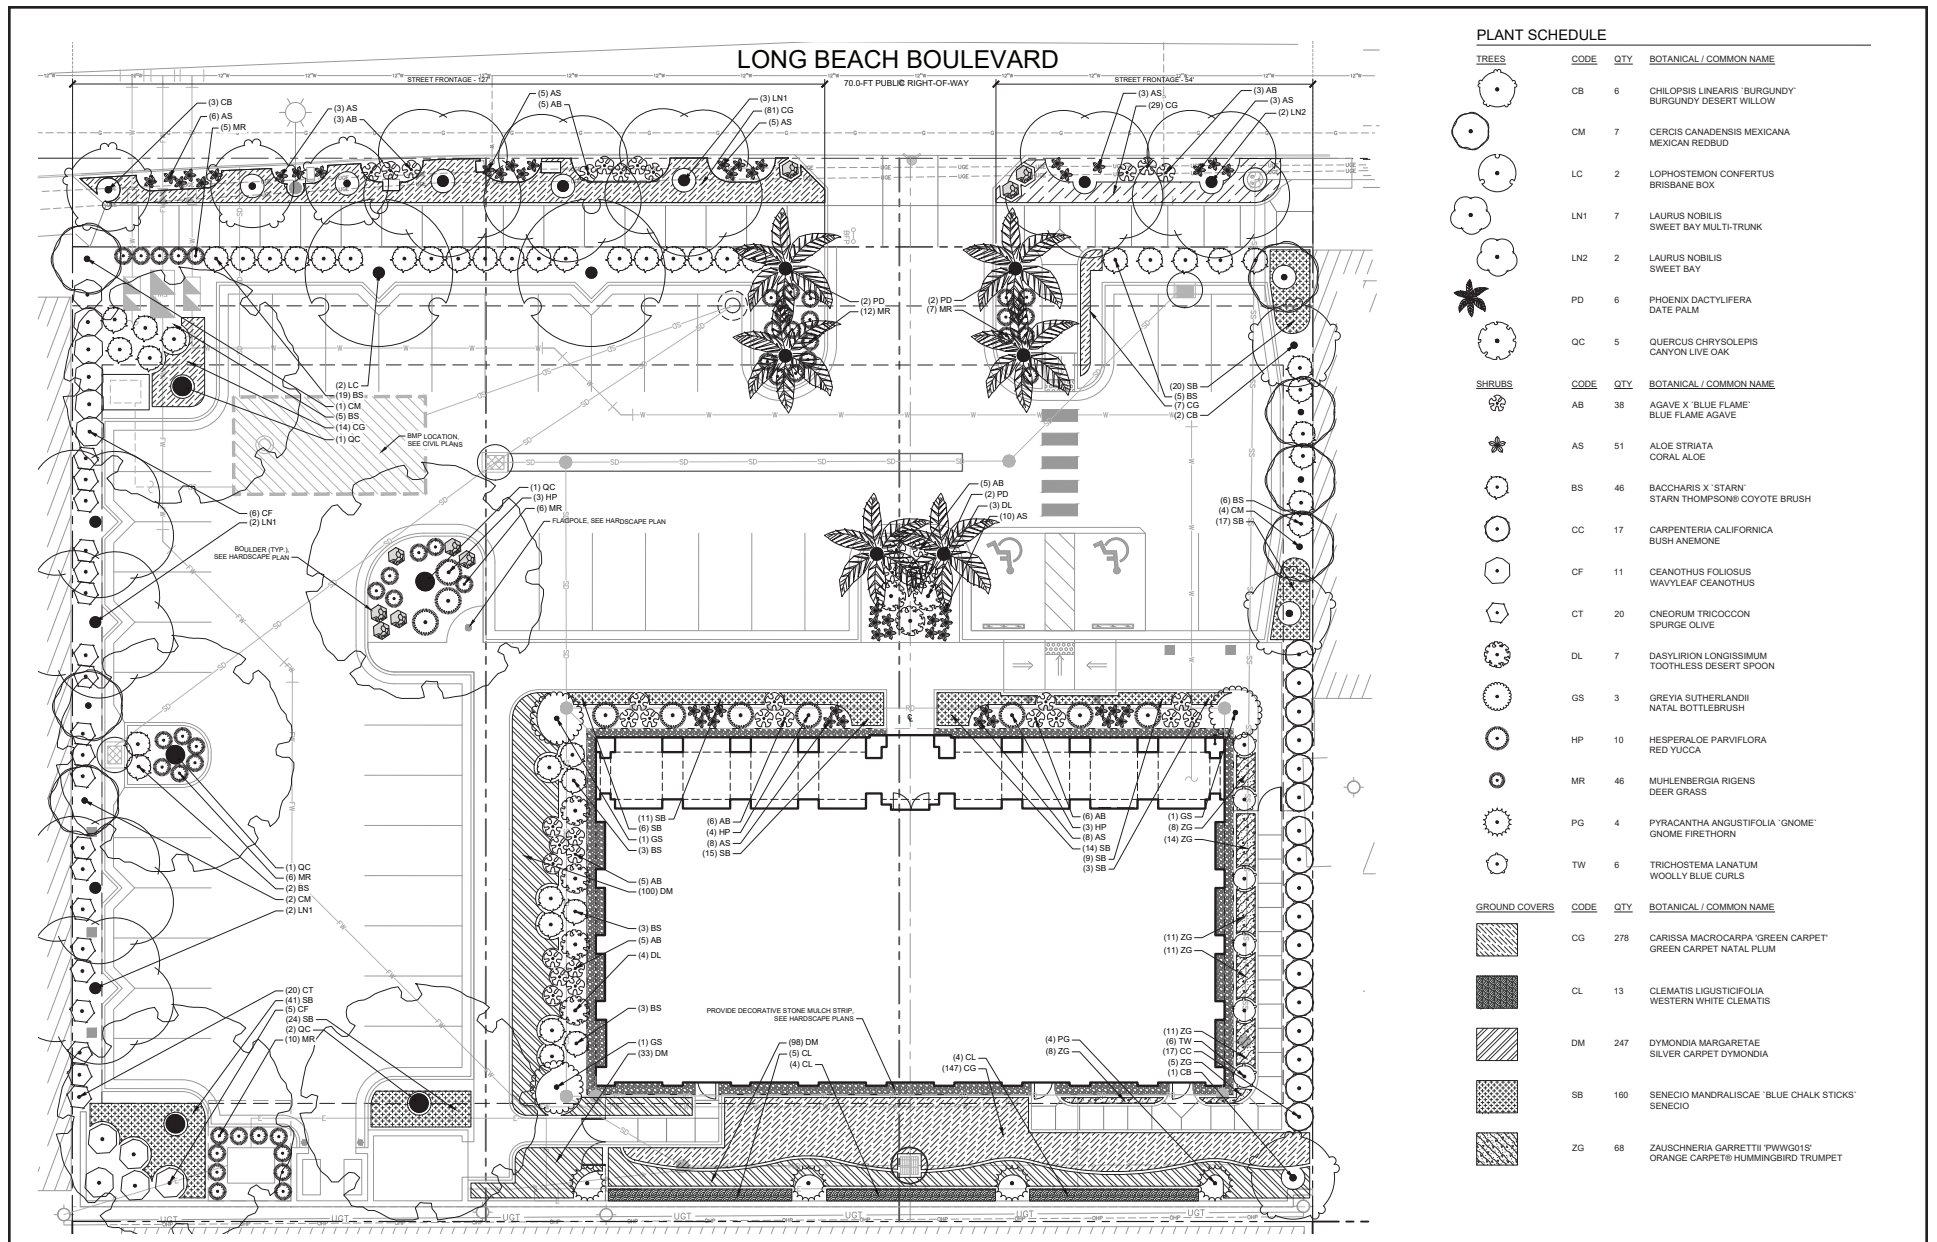 LONG BEACH BOULEVARD
STREET FRONTAGE - 127'
70.0-FT PUBLIC RIGHT-OF-WAY
STREET FRONTAGE - 54'
(3) CB
(6) AS
(5) MR
(3) AS
(3) AB
(5) AS
(5) AB
(3) LN1
(81) CG
(5) AS
(3) AS
(29) CG
(3) AB
(3) AS
(2) LN2
(2) PD
(12) MR
(2) PD
(7) MR
(2) LC
(19) BS
(1) CM
(5) BS
(14) CG
(1) QC
BMP LOCATION,
SEE CIVIL PLANS
(20) SB
(5) BS
(7) CG
(2) CB
(1) QC
(3) HP
(6) MR
FLAGPOLE, SEE HARDSCAPE PLAN
(5) AB
(2) PD
(3) DL
(10) AS
(6) BS
(4) CM
(17) SB
(6) CF
(2) LN1
BOULDER (TYP.),
SEE HARDSCAPE PLAN
(11) SB
(6) SB
(1) GS
(3) BS
(6) AB
(4) HP
(8) AS
(15) SB
(6) AB
(3) HP
(8) AS
(14) SB
(9) SB
(3) SB
(1) GS
(8) ZG
(14) ZG
(5) AB
(100) DM
(1) QC
(6) MR
(2) BS
(2) CM
(2) LN1
(3) BS
(5) AB
(4) DL
(11) ZG
(11) ZG
(20) CT
(41) SB
(5) CF
(24) SB
(2) QC
(10) MR
(3) BS
(1) GS
(33) DM
PROVIDE DECORATIVE STONE MULCH STRIP,
SEE HARDSCAPE PLANS
(98) DM
(5) CL
(4) CL
(4) CL
(147) CG
(4) PG
(8) ZG
(11) ZG
(6) TW
(17) CC
(5) ZG
(1) CB
UGT UGT UGT UGT UGT
PLANT SCHEDULE
TREES CODE QTY BOTANICAL / COMMON NAME
CB 6 CHILOPSIS LINEARIS `BURGUNDY`
BURGUNDY DESERT WILLOW
CM 7 CERCIS CANADENSIS MEXICANA
MEXICAN REDBUD
LC 2 LOPHOSTEMON CONFERTUS
BRISBANE BOX
LN1 7 LAURUS NOBILIS
SWEET BAY MULTI-TRUNK
LN2 2 LAURUS NOBILIS
SWEET BAY
PD 6 PHOENIX DACTYLIFERA
DATE PALM
QC 5 QUERCUS CHRYSOLEPIS
CANYON LIVE OAK
SHRUBS CODE QTY BOTANICAL / COMMON NAME
AB 38 AGAVE X `BLUE FLAME`
BLUE FLAME AGAVE
AS 51 ALOE STRIATA
CORAL ALOE
BS 46 BACCHARIS X `STARN`
STARN THOMPSON® COYOTE BRUSH
CC 17 CARPENTERIA CALIFORNICA
BUSH ANEMONE
CF 11 CEANOTHUS FOLIOSUS
WAVYLEAF CEANOTHUS
CT 20 CNEORUM TRICOCCON
SPURGE OLIVE
DL 7 DASYLIRION LONGISSIMUM
TOOTHLESS DESERT SPOON
GS 3 GREYIA SUTHERLANDII
NATAL BOTTLEBRUSH
HP 10 HESPERALOE PARVIFLORA
RED YUCCA
MR 46 MUHLENBERGIA RIGENS
DEER GRASS
PG 4 PYRACANTHA ANGUSTIFOLIA `GNOME`
GNOME FIRETHORN
TW 6 TRICHOSTEMA LANATUM
WOOLLY BLUE CURLS
GROUND COVERS CODE QTY BOTANICAL / COMMON NAME
CG 278 CARISSA MACROCARPA 'GREEN CARPET'
GREEN CARPET NATAL PLUM
CL 13 CLEMATIS LIGUSTICIFOLIA
WESTERN WHITE CLEMATIS
DM 247 DYMONDIA MARGARETAE
SILVER CARPET DYMONDIA
SB 160 SENECIO MANDRALISCAE `BLUE CHALK STICKS`
SENECIO
ZG 68 ZAUSCHNERIA GARRETTII 'PWWG01S'
ORANGE CARPET® HUMMINGBIRD TRUMPET